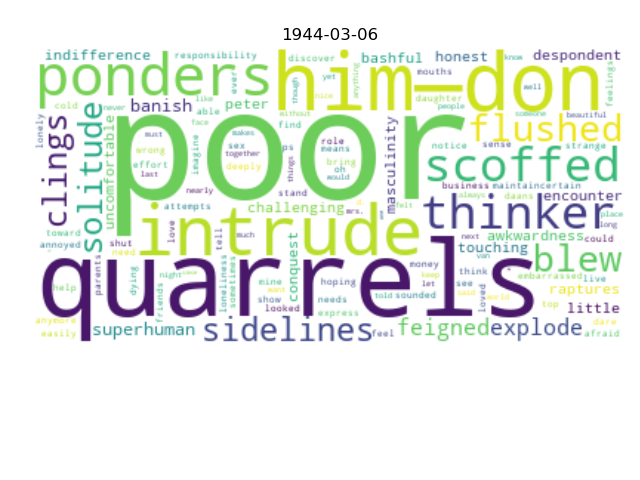 1944-03-06
indifference responsibility discover bashful honest know despondent
ponders him—don
ever though yet nice anything mouths well feelings
cold never like able peter daughter people someone beautiful
banish face without
poor flushed
lonely clings solitude uncomfortable must makes role masculinity notice sense strange
wrong imagine sex together means oh would bring scoffed
effort last nearly deeply things ps find
business maintaincertain
attempts challenging stand mrs. always daans encounter place long
intrude thinker
toward annoyed shut need love tell much next awkwardness could
quarrels touching blew
parents night friends dying loneliness sometimes conquest hoping money keep let van think see embarrassed live
help mine want show looked needs express told sounded loved said world raptures
anymore easily superhuman sidelines feel feigned explode top little dare afraid
felt